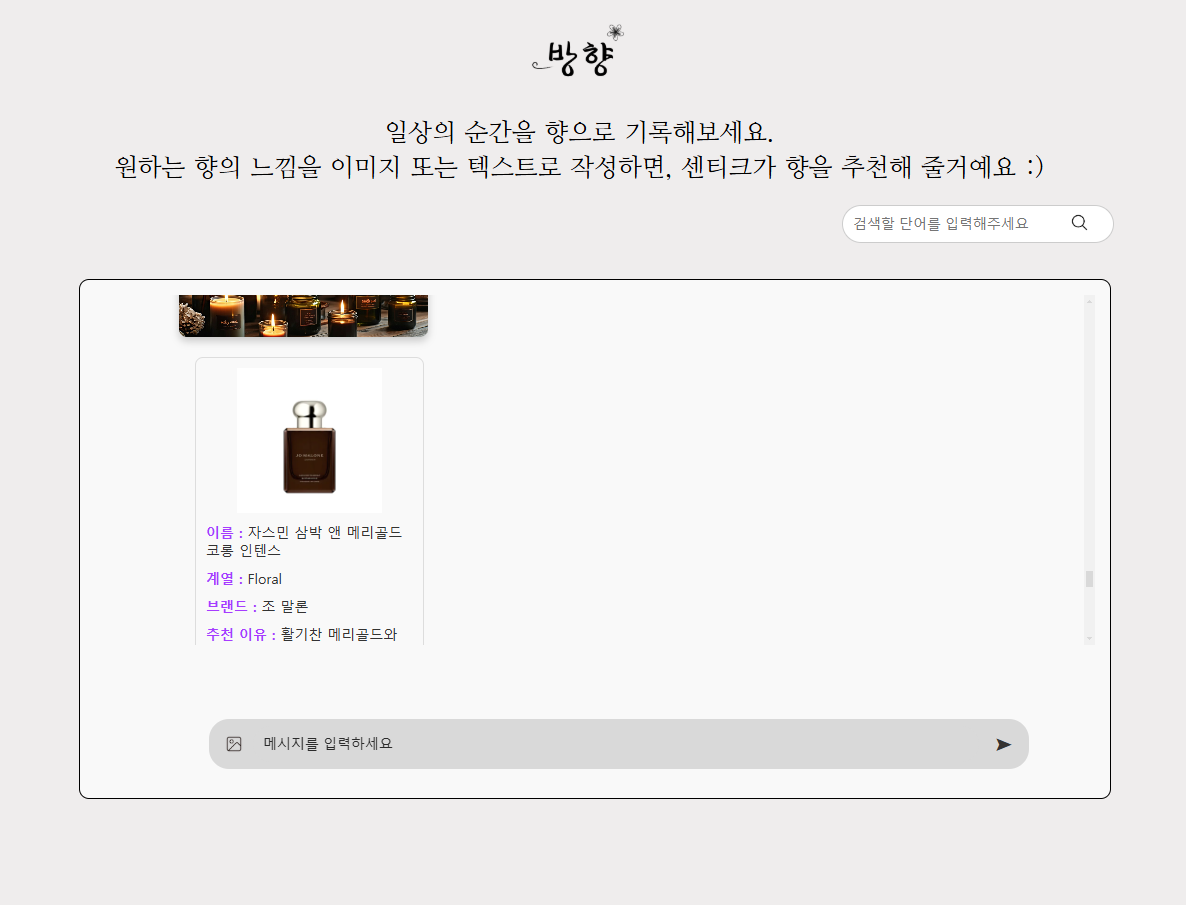 방향
일상의 순간을 향으로 기록해보세요.
원하는 향의 느낌을 이미지 또는 텍스트로 작성하면, 센티크가 향을 추천해 줄거예요 :)
검색할 단어를 입력해주세요
JO MALONE
이름 : 자스민 삼박 앤 메리골드
코롱 인텐스
계열 : Floral
브랜드 : 조 말론
추천 이유 : 활기찬 메리골드와
메시지를 입력하세요